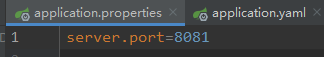 application.properties application.yaml
1 server.port=8081